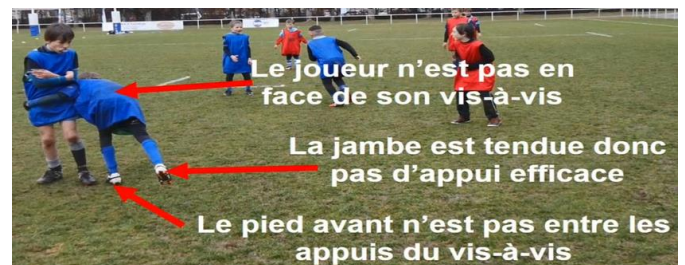 Le joueur n'est pas en
face de son vis-à-vis
La jambe est tendue donc
pas d'appui efficace
Le pied avant n'est pas entre les
appuis du vis-à-vis